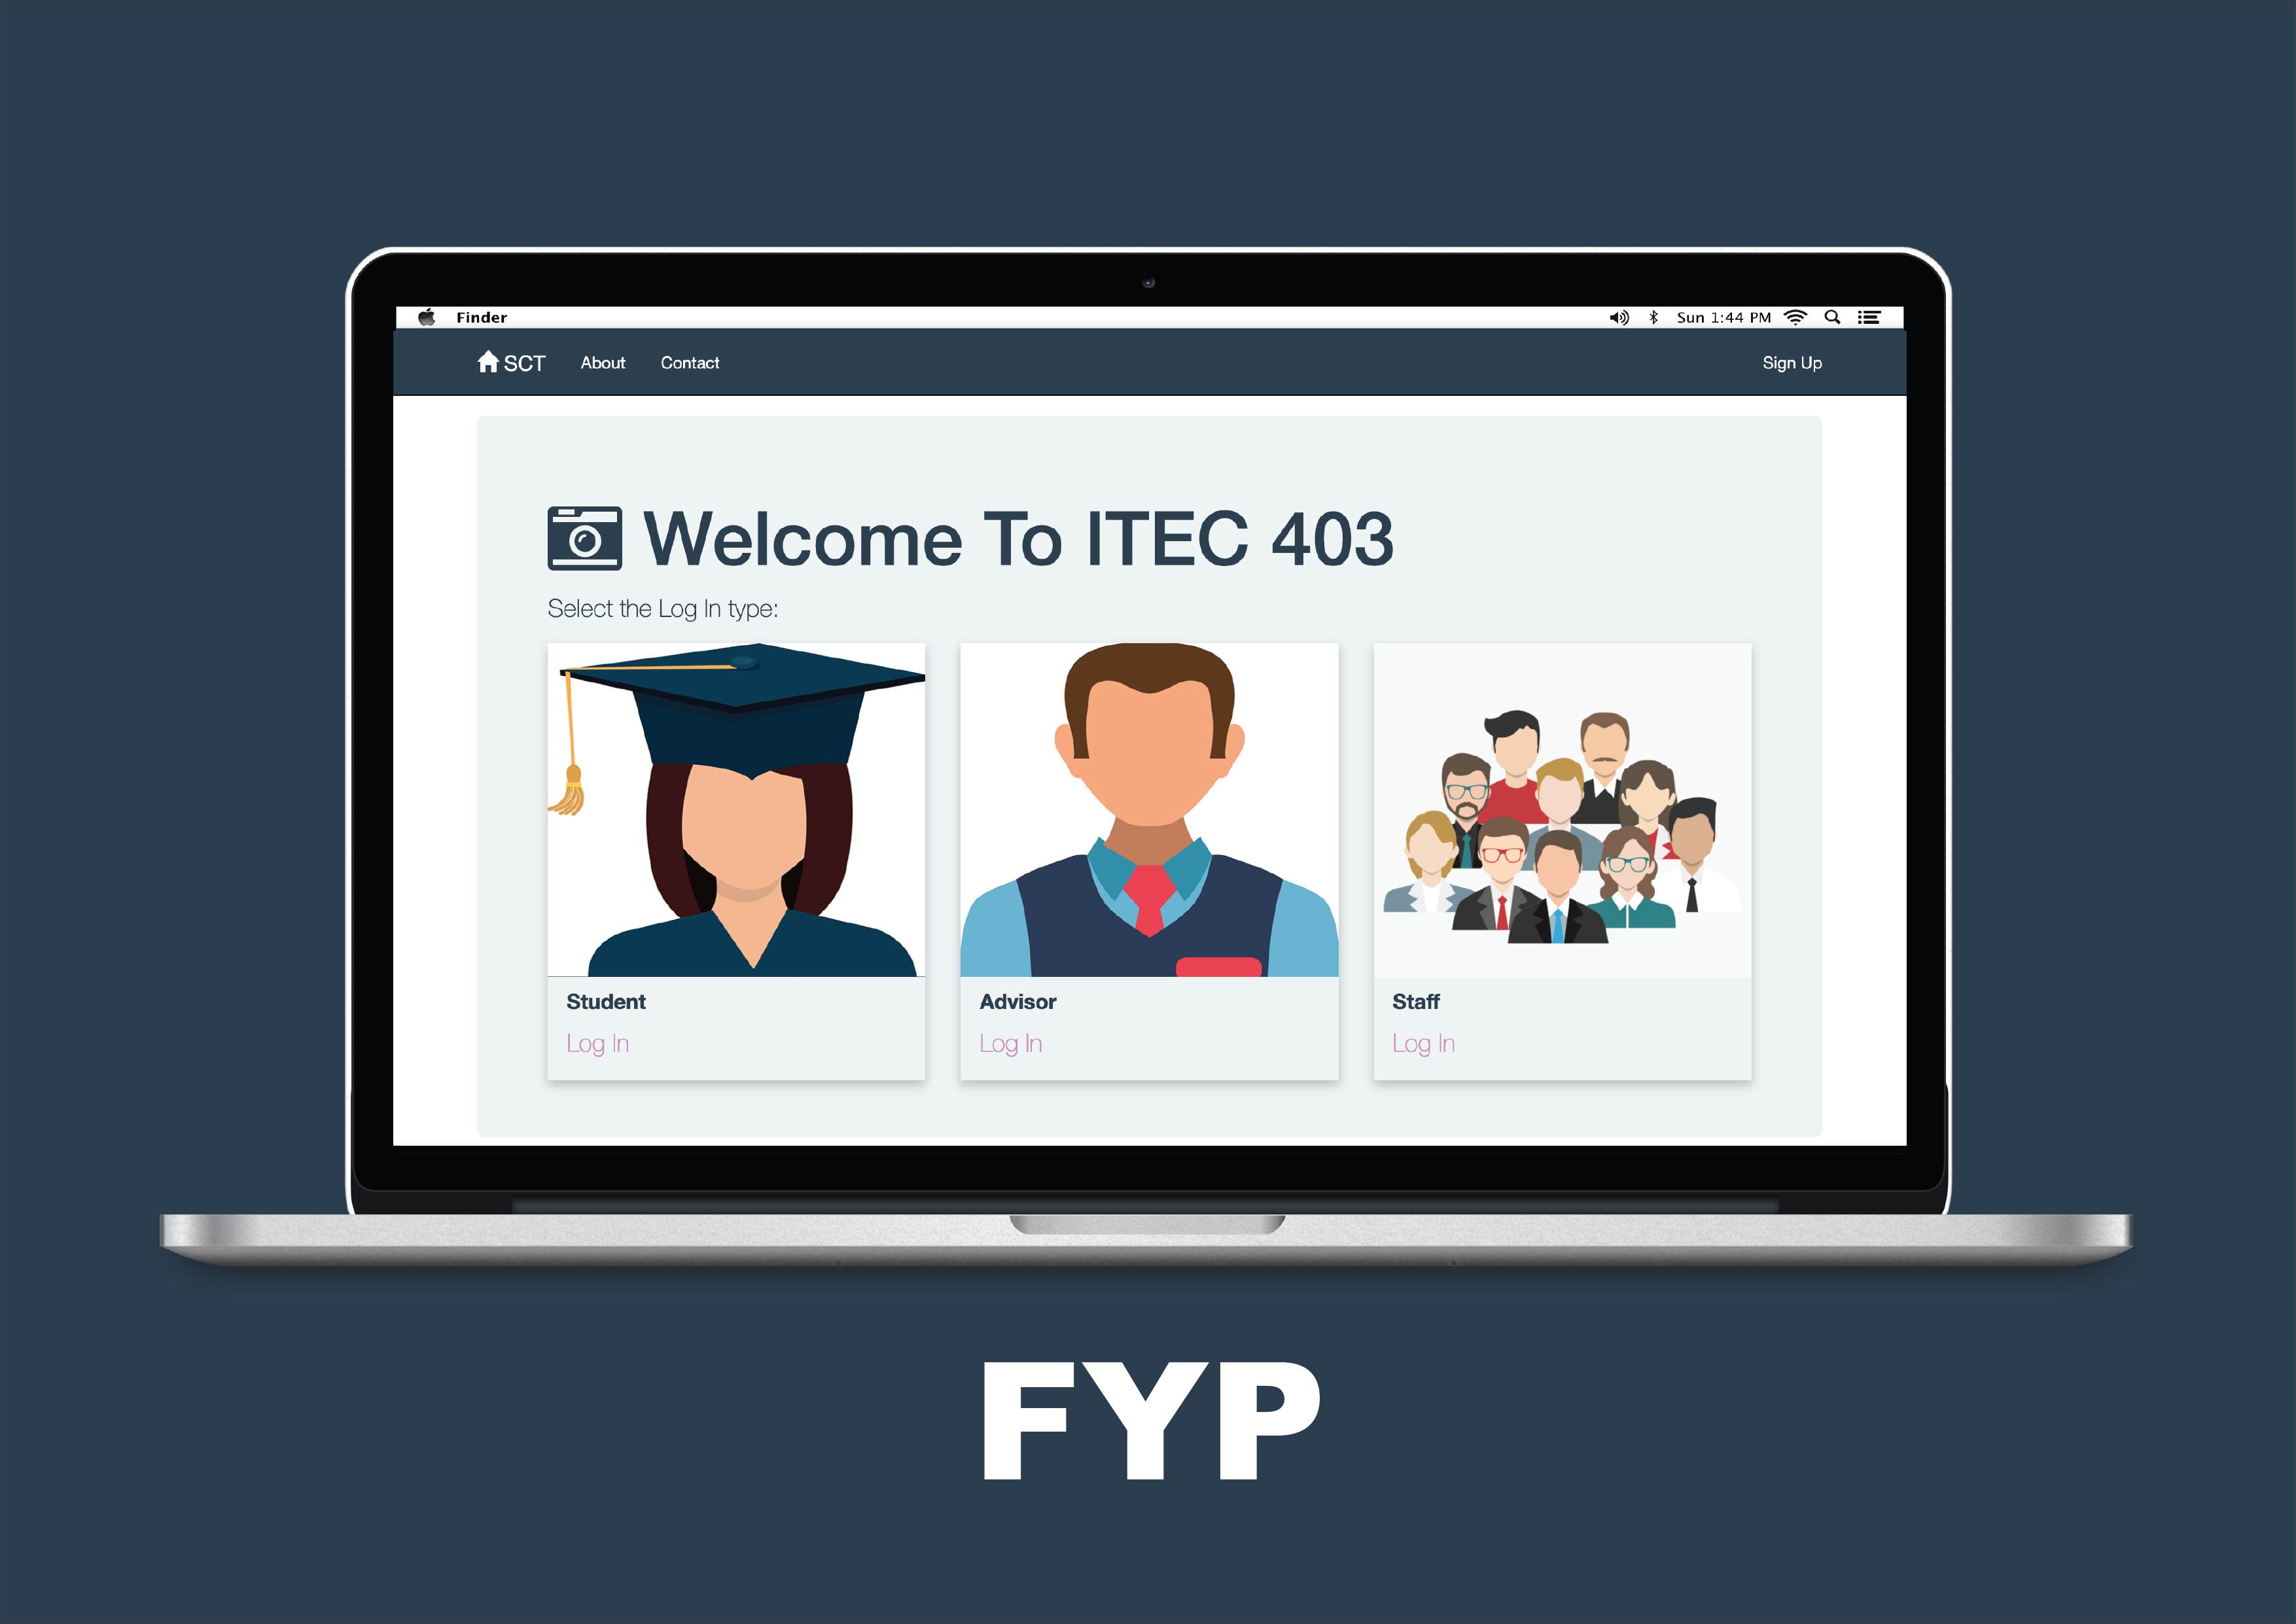 Finder
Sun 1:44 PM
SCT About Contact Sign Up
Welcome To ITEC 403
Select the Log In type:
Student
Log In
Advisor
Log In
Staff
Log In
FYP